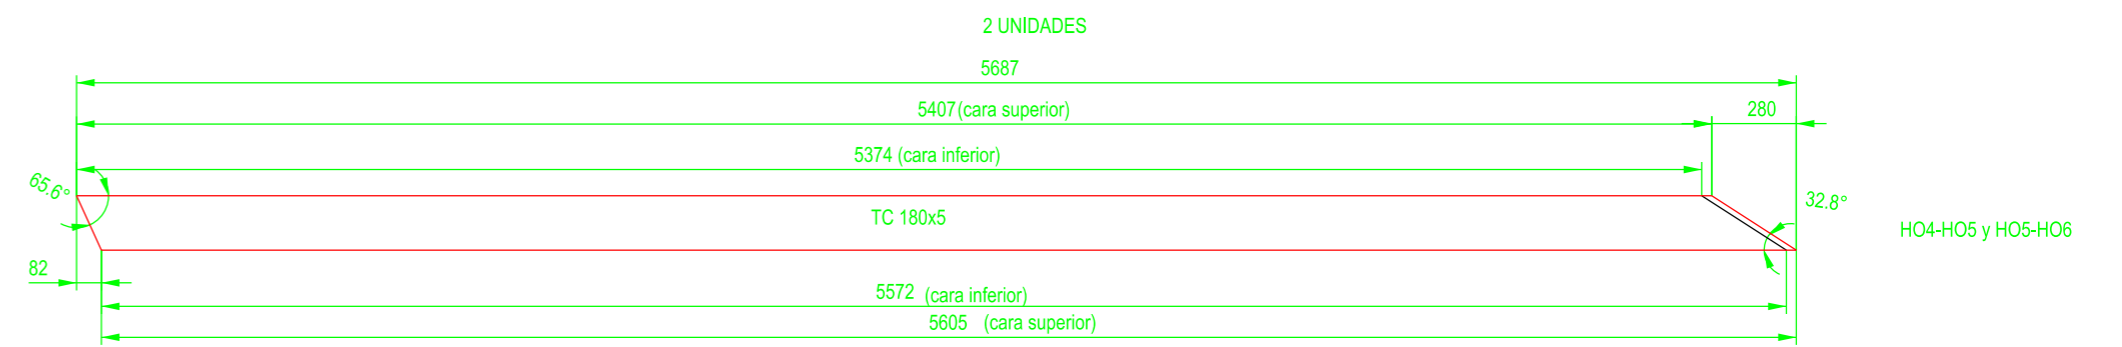 2 UNIDADES
5687
5407(cara superior)
280
5374 (cara inferior)
65.6°
32.8°
TC 180x5
HO4-HO5 y HO5-HO6
82
5572 (cara inferior)
5605 (cara superior)